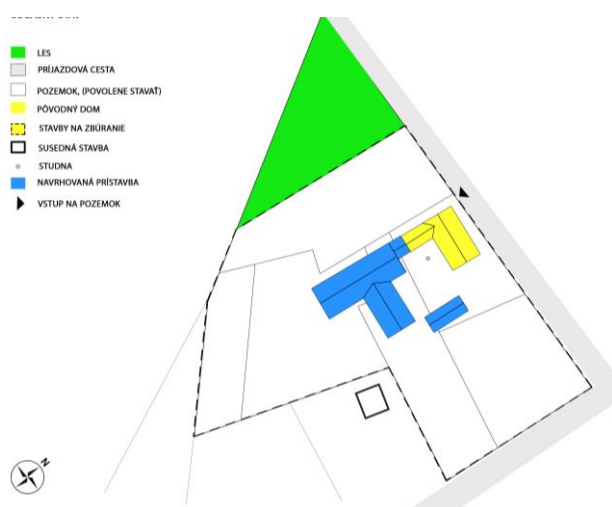 LES
PRÍJAZDOVÁ CESTA
POZEMOK, (POVOLENE STAVAŤ)
PÔVODNÝ DOM
STAVBY NA ZBÚRANIE
SUSEDNÁ STAVBA
STUDNA
NAVRHOVANÁ PRÍSTAVBA
VSTUP NA POZEMOK
N